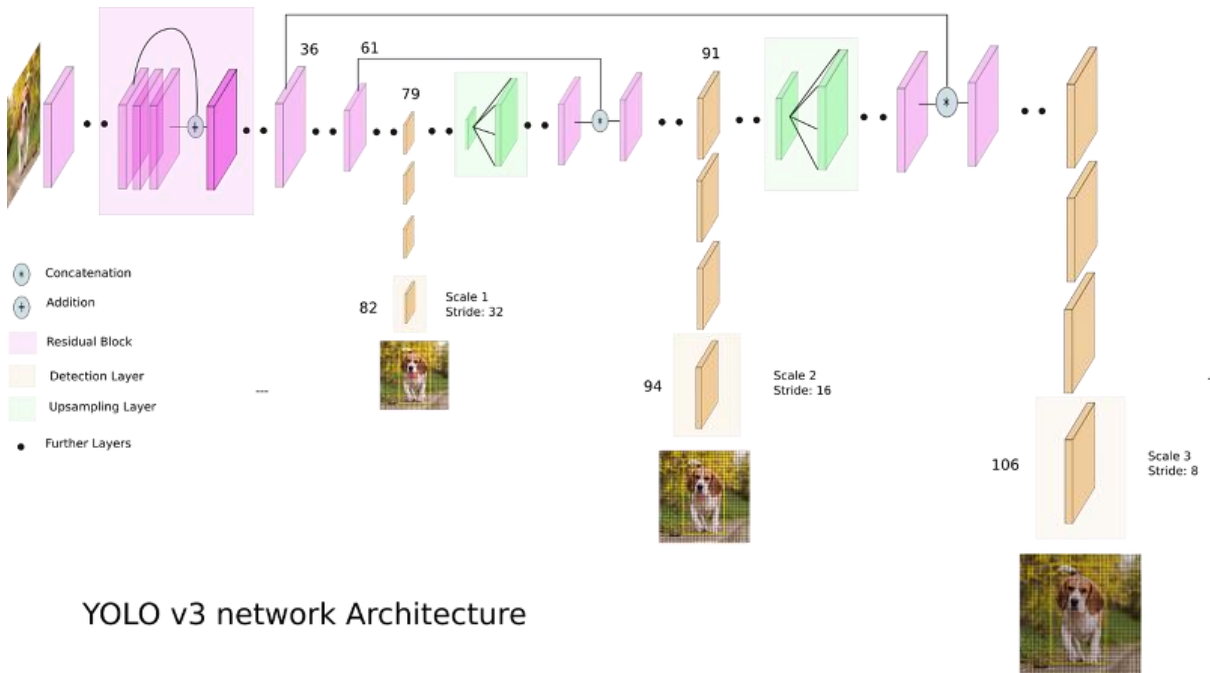 36
61
91
79
Concatenation
Addition
Residual Block
Detection Layer
Upsampling Layer
Further Layers
82
Scale 1
Stride: 32
94
Scale 2
Stride: 16
106
Scale 3
Stride: 8
YOLO v3 network Architecture